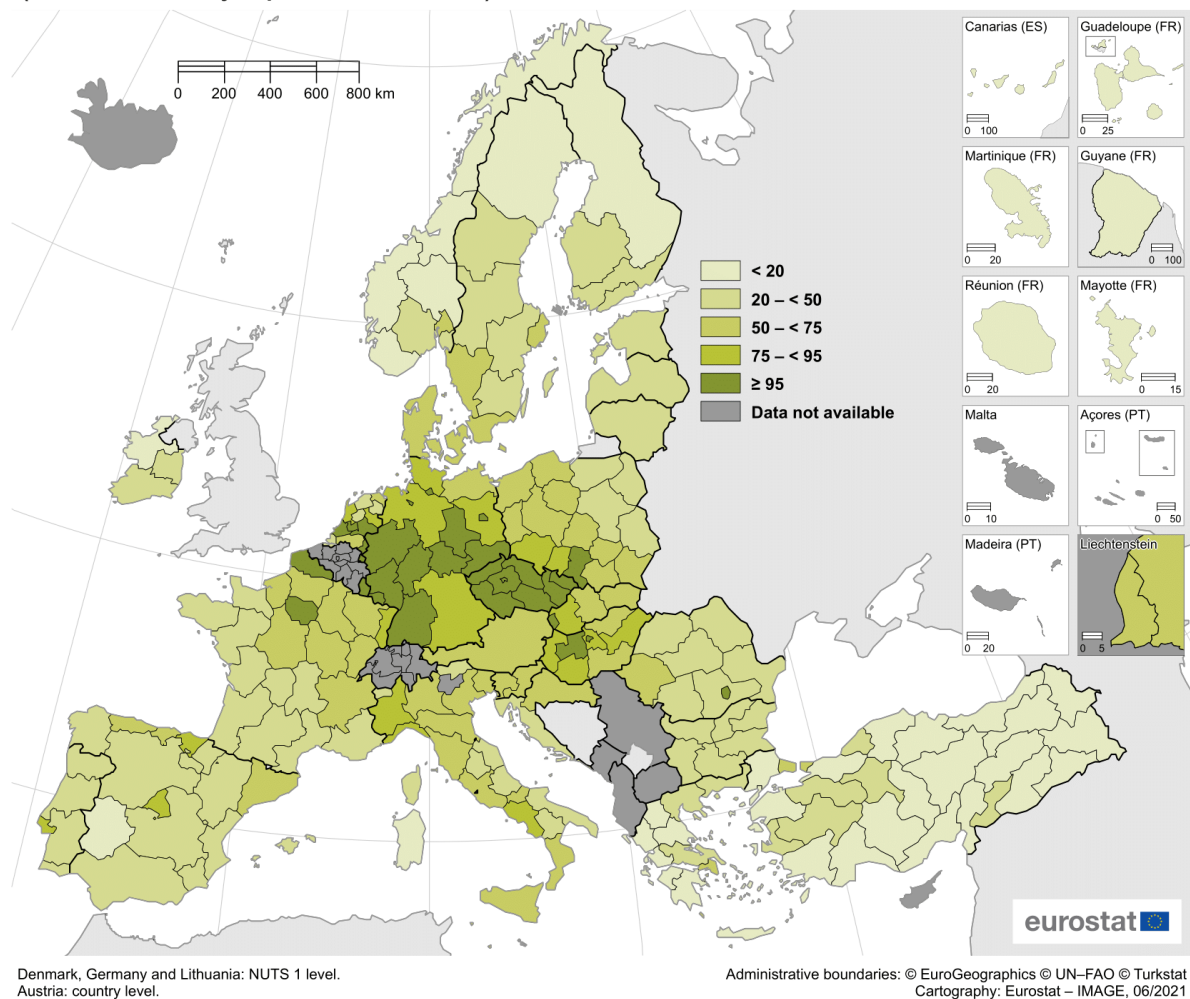 Canarias (ES)
0 100
Guadeloupe (FR)
0 25
Martinique (FR)
0 20
Guyane (FR)
0 100
Réunion (FR)
0 20
Mayotte (FR)
0 15
Malta
0 10
Açores (PT)
0 50
Madeira (PT)
0 20
Liechtenstein
0 5
0 200 400 600 800 km
< 20
20 – < 50
50 – < 75
75 – < 95
≥ 95
Data not available
eurostat
Denmark, Germany and Lithuania: NUTS 1 level.
Austria: country level.
Administrative boundaries: © EuroGeographics © UN–FAO © Turkstat
Cartography: Eurostat – IMAGE, 06/2021